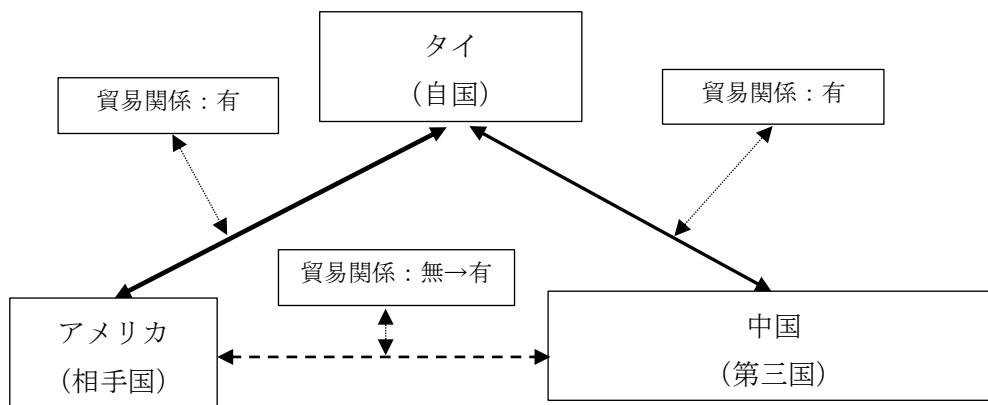 タイ
（自国）
貿易関係：有
貿易関係：有
貿易関係：無→有
アメリカ
（相手国）
中国
（第三国）